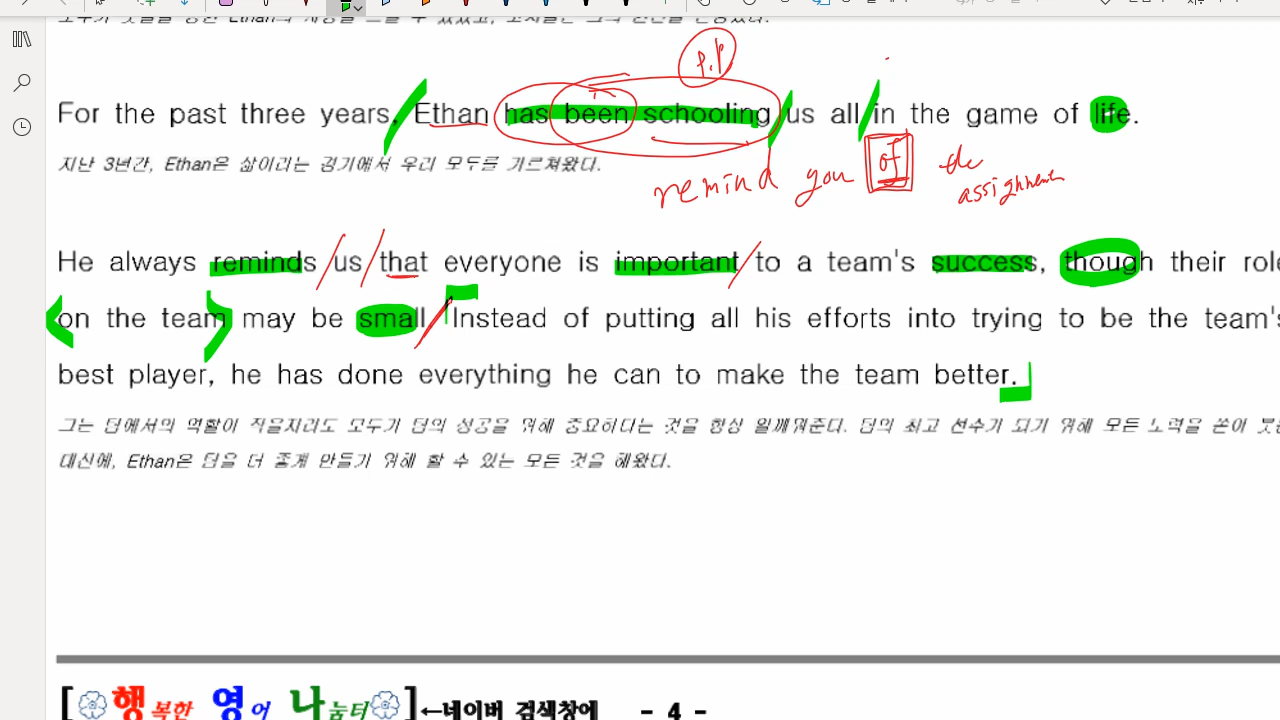 p.p
For the past three years, Ethan has been schooling us all in the game of life.
지난 3년간, Ethan은 삶이라는 경기에서 우리 모두를 가르쳐왔다.
remind you of the assignment
He always reminds us that everyone is important to a team's success, though their role
on the team may be small. Instead of putting all his efforts into trying to be the team's
best player, he has done everything he can to make the team better.
그는 팀에서의 역할이 적을지라도 모두가 팀의 성공을 위해 중요하다는 것을 항상 일깨워준다. 팀의 최고 선수가 되기 위해 모든 노력을 쏟아 붓는
대신에, Ethan은 팀을 더 좋게 만들기 위해 할 수 있는 모든 것을 해왔다.
[행복한 영어 나눔터]←네이버 검색창에 - 4 -